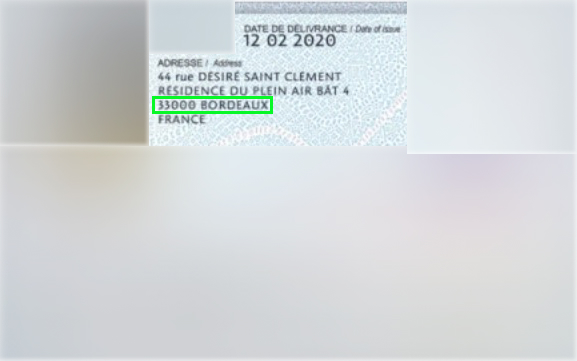 DATE DE DÉLIVRANCE / Date of issue
12 02 2020
ADRESSE / Address
44 rue DÉSIRÉ SAINT CLÉMENT
RÉSIDENCE DU PLEIN AIR BÂT 4
33000 BORDEAUX
FRANCE